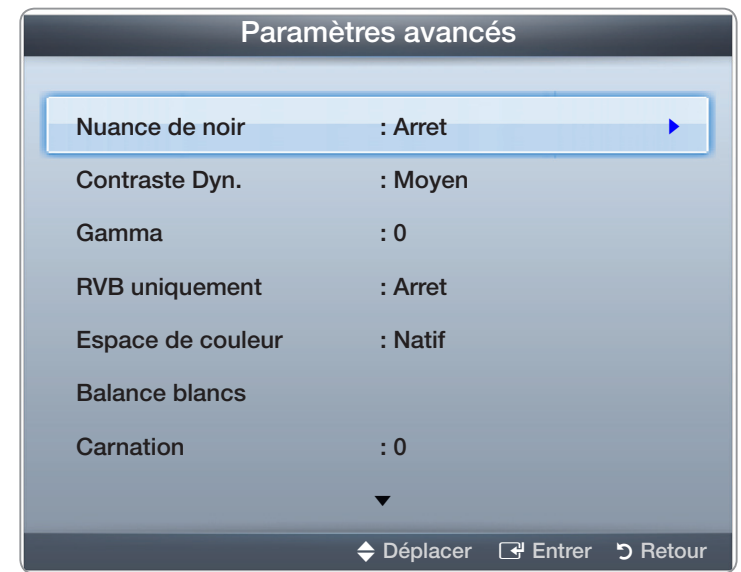 Paramètres avancés
Nuance de noir : Arret
Contraste Dyn. : Moyen
Gamma : 0
RVB uniquement : Arret
Espace de couleur : Natif
Balance blancs
Carnation : 0
Déplacer Entrer Retour